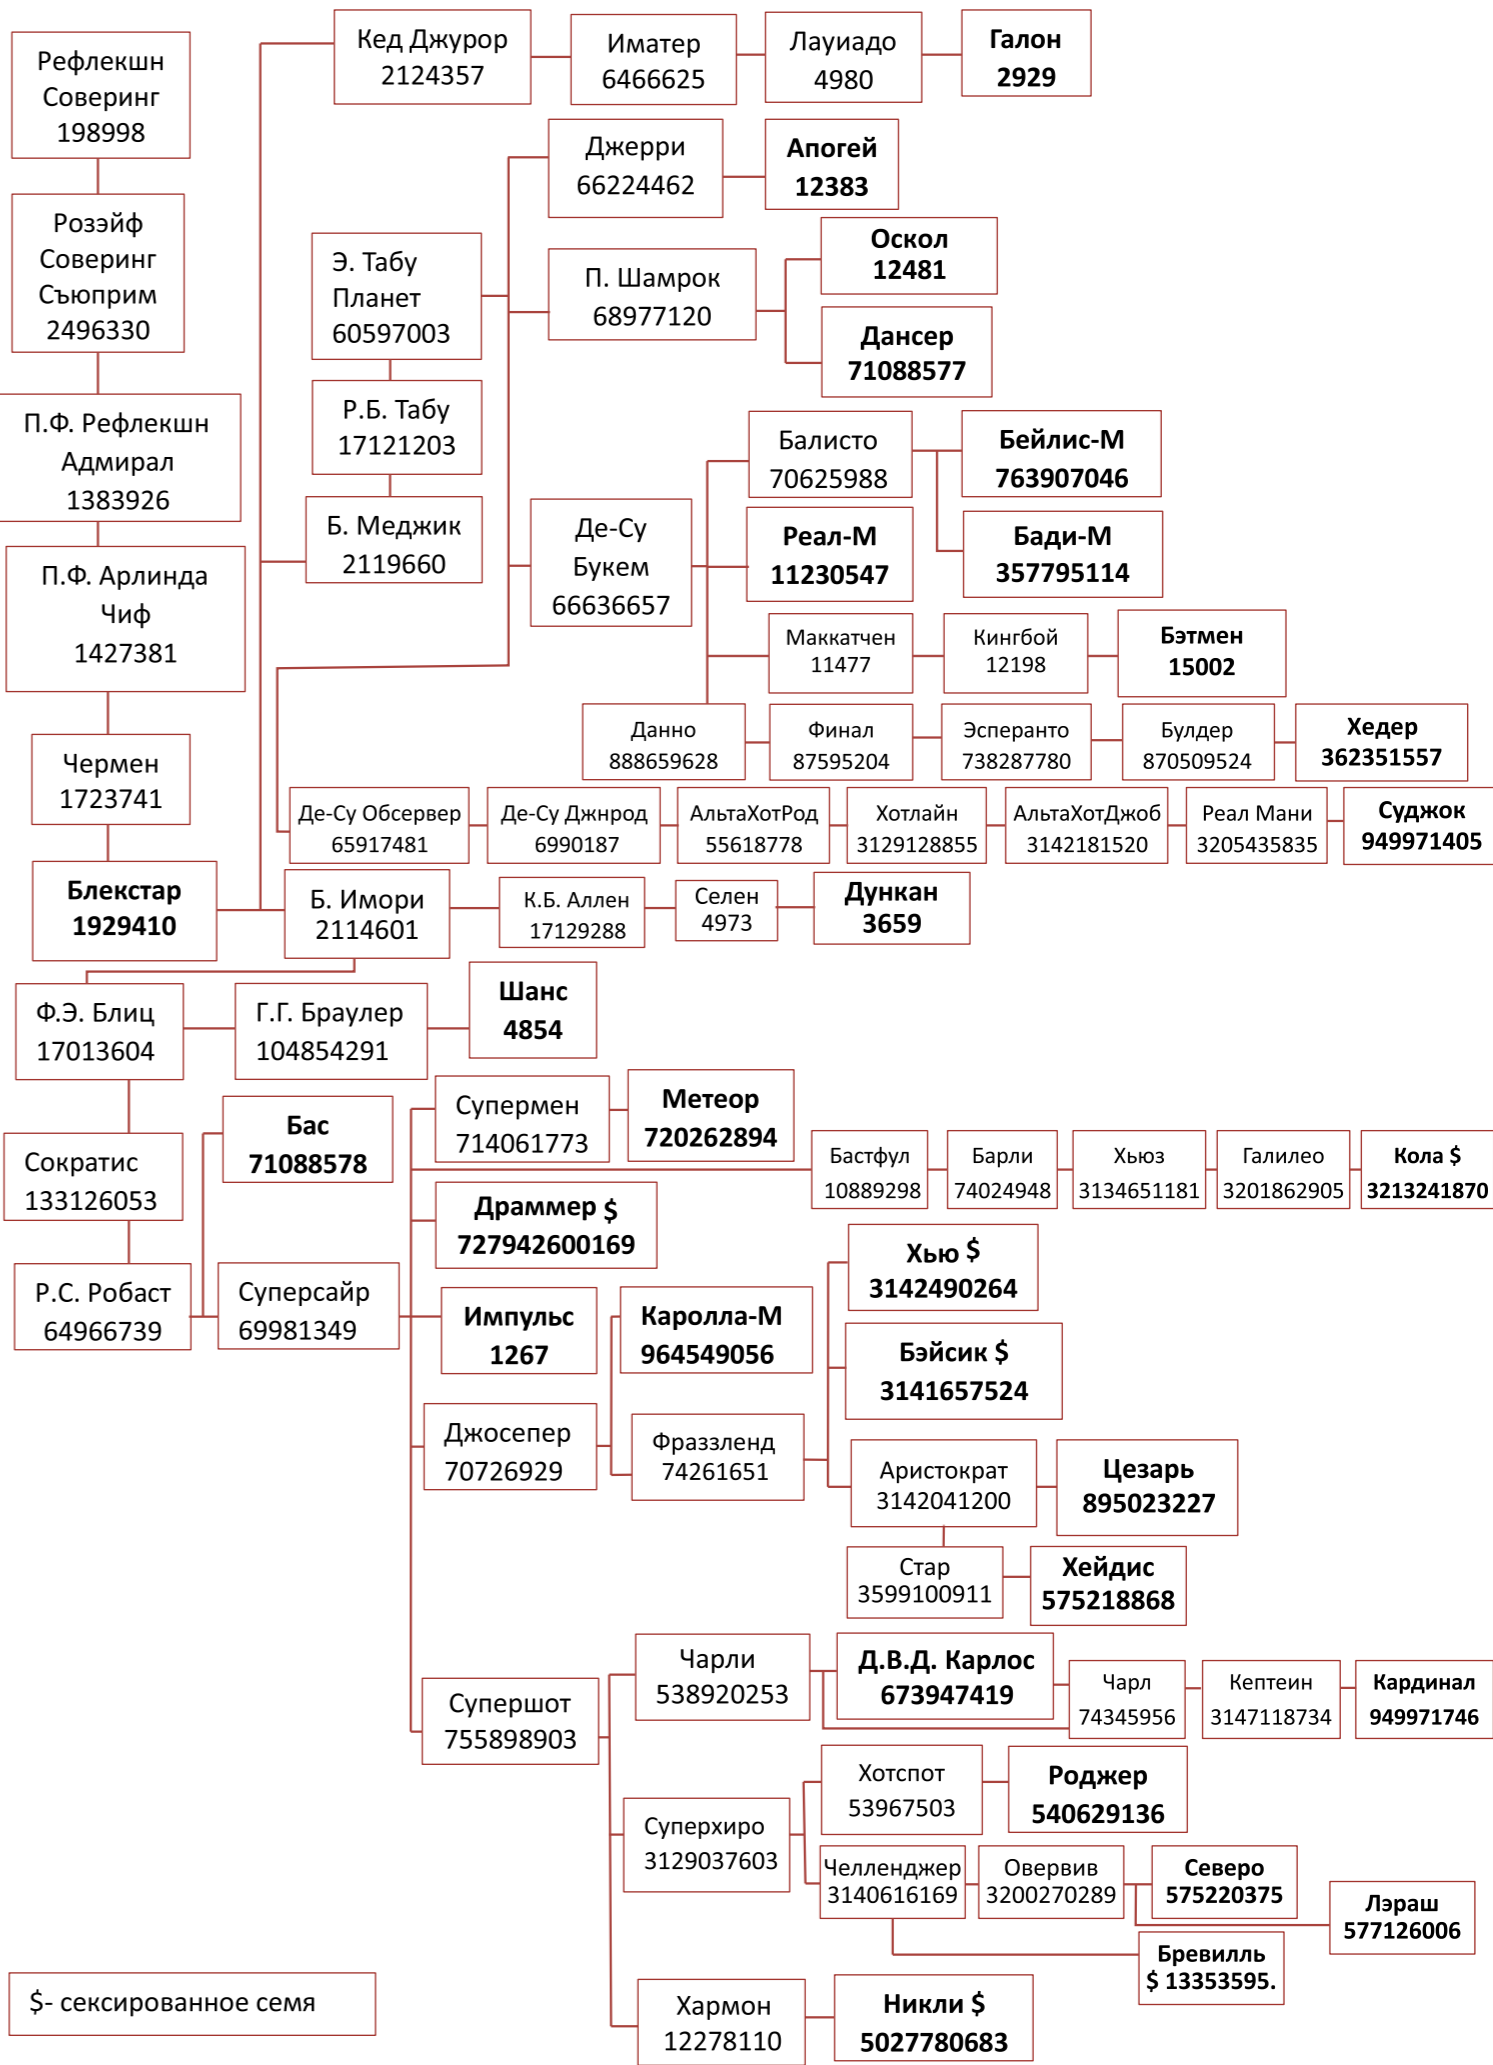 Рефлекшн
Соверинг
198998
Розэйф
Соверинг
Съюприм
2496330
П.Ф. Рефлекшн
Адмирал
1383926
П.Ф. Арлинда
Чиф
1427381
Чермен
1723741
Блекстар
1929410
Кед Джурор
2124357
Иматер
6466625
Лауиадо
4980
Галон
2929
Э. Табу
Планет
60597003
Р.Б. Табу
17121203
Б. Меджик
2119660
Джерри
66224462
Апогей
12383
П. Шамрок
68977120
Оскол
12481
Дансер
71088577
Де-Су
Букем
66636657
Балисто
70625988
Бейлис-М
763907046
Бади-М
357795114
Реал-М
11230547
Маккатчен
11477
Кингбой
12198
Бэтмен
15002
Данно
888659628
Финал
87595204
Эсперанто
738287780
Булдер
870509524
Хедер
362351557
Де-Су Обсервер
65917481
Де-Су Джнрод
6990187
АльтаХотРод
55618778
Хотлайн
3129128855
АльтаХотДжоб
3142181520
Реал Мани
3205435835
Суджок
949971405
Б. Имори
2114601
К.Б. Аллен
17129288
Селен
4973
Дункан
3659
Ф.Э. Блиц
17013604
Г.Г. Браулер
104854291
Шанс
4854
Сократис
133126053
Р.С. Робаст
64966739
Бас
71088578
Суперсайр
69981349
Супермен
714061773
Метеор
720262894
Бастфул
10889298
Барли
74024948
Хьюз
3134651181
Галилео
3201862905
Кола $
3213241870
Драммер $
727942600169
Импульс
1267
Джосепер
70726929
Каролла-М
964549056
Фраззленд
74261651
Хью $
3142490264
Бэйсик $
3141657524
Аристократ
3142041200
Цезарь
895023227
Стар
3599100911
Хейдис
575218868
Супершот
755898903
Чарли
538920253
Д.В.Д. Карлос
673947419
Чарл
74345956
Кептеин
3147118734
Кардинал
949971746
Суперхиро
3129037603
Хотспот
53967503
Роджер
540629136
Челленджер
3140616169
Овервив
3200270289
Северо
575220375
Лэраш
577126006
Бревилль
$ 13353595.
Хармон
12278110
Никли $
5027780683
$- сексированное семя